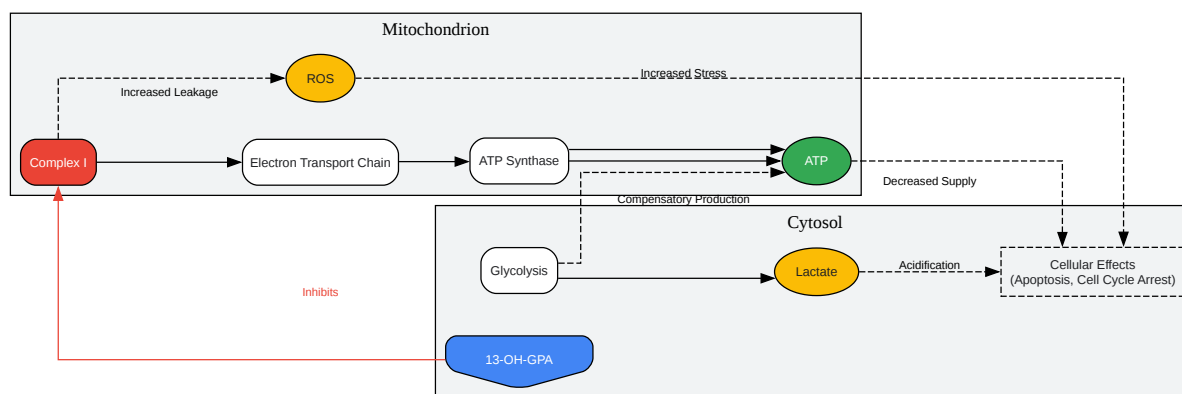 Mitochondrion
ROS
Increased Stress
Increased Leakage
Complex I
Electron Transport Chain
ATP Synthase
ATP
Decreased Supply
Compensatory Production
Cytosol
Glycolysis
Lactate
Acidification
Cellular Effects
(Apoptosis, Cell Cycle Arrest)
Inhibits
13-OH-GPA